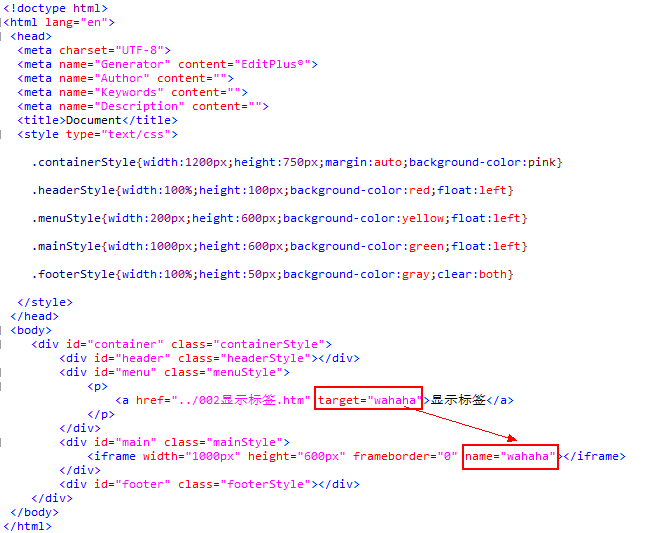 <!doctype html>
<html lang="en">
<head>
<meta charset="UTF-8">
<meta name="Generator" content="EditPlus®">
<meta name="Author" content="">
<meta name="Keywords" content="">
<meta name="Description" content="">
<title>Document</title>
<style type="text/css">
.containerStyle{width:1200px;height:750px;margin:auto;background-color:pink}
.headerStyle{width:100%;height:100px;background-color:red;float:left}
.menuStyle{width:200px;height:600px;background-color:yellow;float:left}
.mainStyle{width:1000px;height:600px;background-color:green;float:left}
.footerStyle{width:100%;height:50px;background-color:gray;clear:both}
</style>
</head>
<body>
<div id="container" class="containerStyle">
<div id="header" class="headerStyle"></div>
<div id="menu" class="menuStyle">
<p>
<a href="../002显示标签.htm" target="wahaha">显示标签</a>
</p>
</div>
<div id="main" class="mainStyle">
<iframe width="1000px" height="600px" frameborder="0" name="wahaha"></iframe>
</div>
<div id="footer" class="footerStyle"></div>
</div>
</body>
</html>